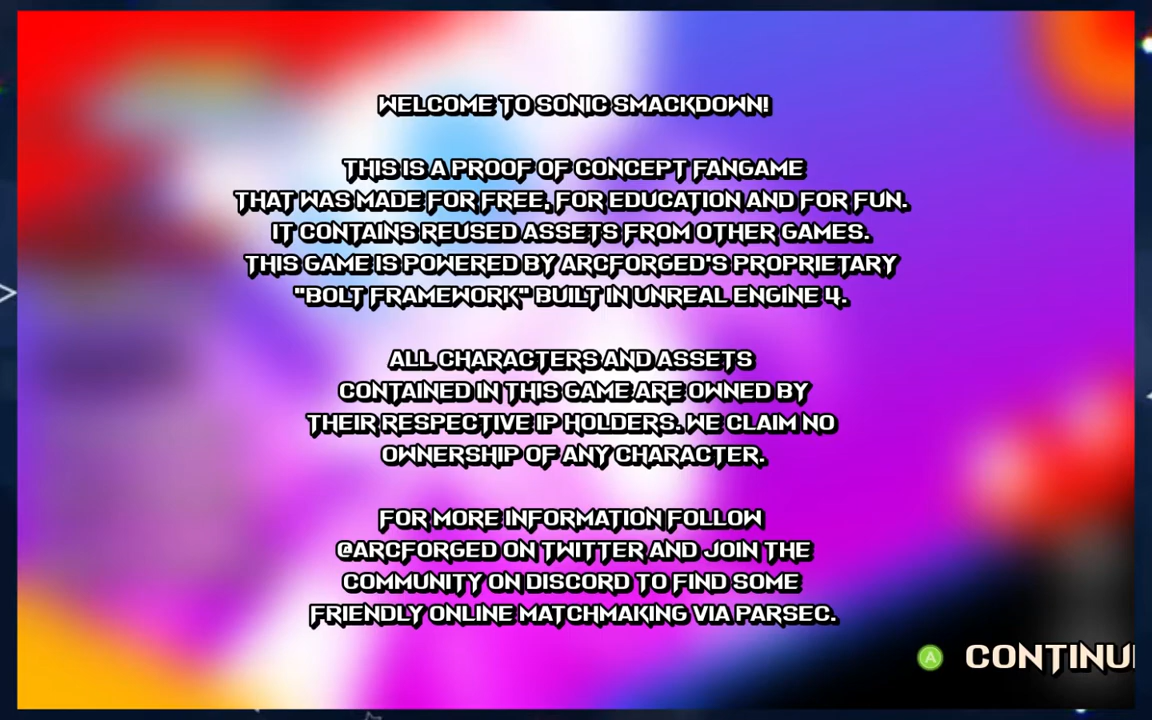 WELCOME TO SONIC SMACKDOWN!
THIS IS A PROOF OF CONCEPT FANGAME
THAT WAS MADE FOR FREE, FOR EDUCATION AND FOR FUN.
IT CONTAINS REUSED ASSETS FROM OTHER GAMES.
THIS GAME IS POWERED BY ARCFORGED'S PROPRIETARY
"BOLT FRAMEWORK" BUILT IN UNREAL ENGINE 4.
ALL CHARACTERS AND ASSETS
CONTAINED IN THIS GAME ARE OWNED BY
THEIR RESPECTIVE IP HOLDERS. WE CLAIM NO
OWNERSHIP OF ANY CHARACTER.
FOR MORE INFORMATION FOLLOW
@ARCFORGED ON TWITTER AND JOIN THE
COMMUNITY ON DISCORD TO FIND SOME
FRIENDLY ONLINE MATCHMAKING VIA PARSEC.
A CONTINU